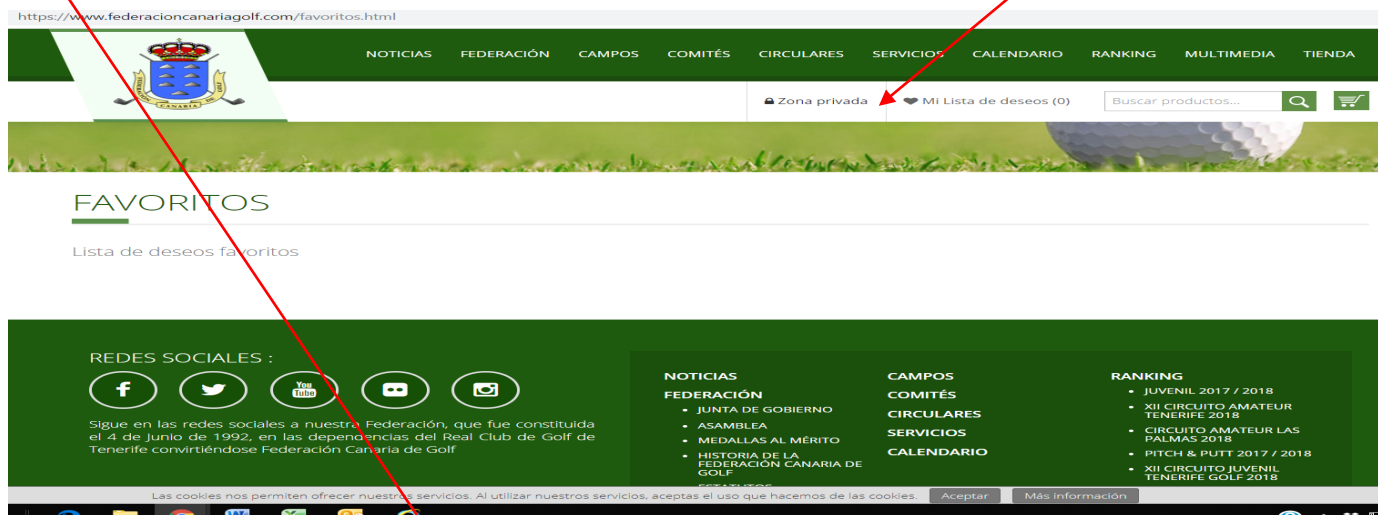 https://www.federacioncanariagolf.com/favoritos.html
NOTICIAS FEDERACIÓN CAMPOS COMITÉS CIRCULARES SERVICIOS CALENDARIO RANKING MULTIMEDIA TIENDA
CANARIA
Zona privada Mi Lista de deseos (0) Buscar productos...
FAVORITOS
Lista de deseos favoritos
REDES SOCIALES :
You
Tube
Sigue en las redes sociales a nuestra Federación, que fue constituida
el 4 de Junio de 1992, en las dependencias del Real Club de Golf de
Tenerife convirtiéndose Federación Canaria de Golf
NOTICIAS
FEDERACIÓN
JUNTA DE GOBIERNO
ASAMBLEA
MEDALLAS AL MÉRITO
HISTORIA DE LA
FEDERACIÓN CANARIA DE
GOLF
ESTATUTOS
CAMPOS
COMITÉS
CIRCULARES
SERVICIOS
CALENDARIO
RANKING
JUVENIL 2017 / 2018
XII CIRCUITO AMATEUR
TENERIFE 2018
CIRCUITO AMATEUR LAS
PALMAS 2018
PITCH & PUTT 2017 / 2018
XII CIRCUITO JUVENIL
TENERIFE GOLF 2018
Las cookies nos permiten ofrecer nuestros servicios. Al utilizar nuestros servicios, aceptas el uso que hacemos de las cookies. Aceptar Más información